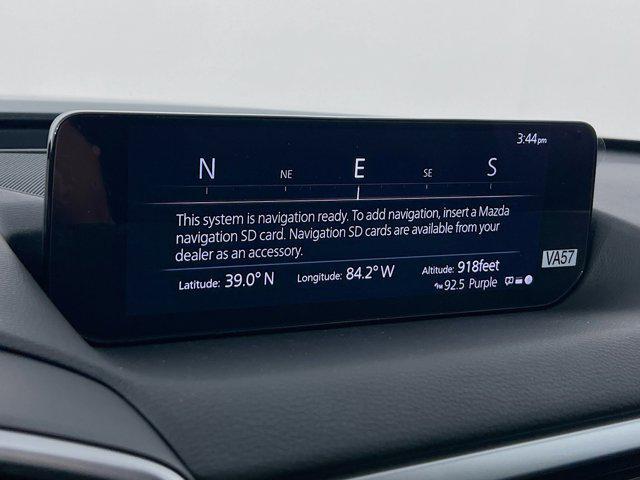 3:44pm
N NE E SE S
This system is navigation ready. To add navigation, insert a Mazda
navigation SD card. Navigation SD cards are available from your
dealer as an accessory.
Latitude: 39.0° N Longitude: 84.2° W Altitude: 918feet
92.5 Purple
VA57